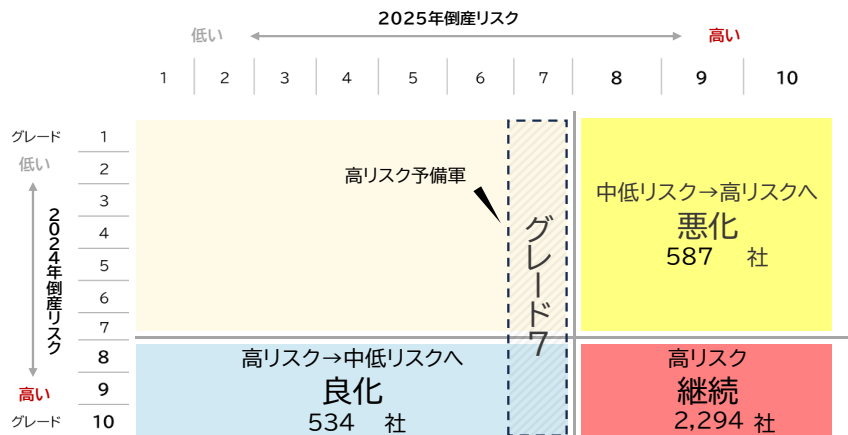 2025年倒産リスク
低い
高い
1 2 3 4 5 6 7 8 9 10
グレード 1
低い
2
3
4
5
6
7
8
9
高い
グレード 10
2024年倒産リスク
高リスク予備軍
グレード7
中低リスク→高リスクへ
悪化
587 社
高リスク→中低リスクへ
良化
534 社
高リスク
継続
2,294 社